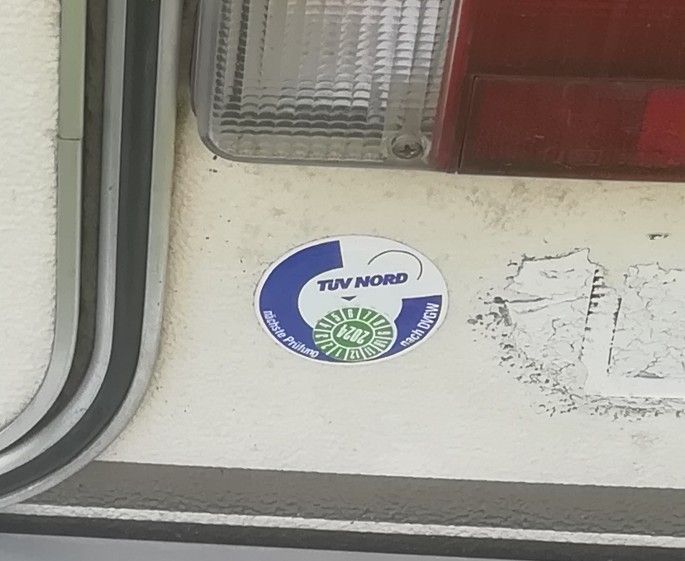 TÜV NORD
nächste Prüfung
nach DVGW
2024